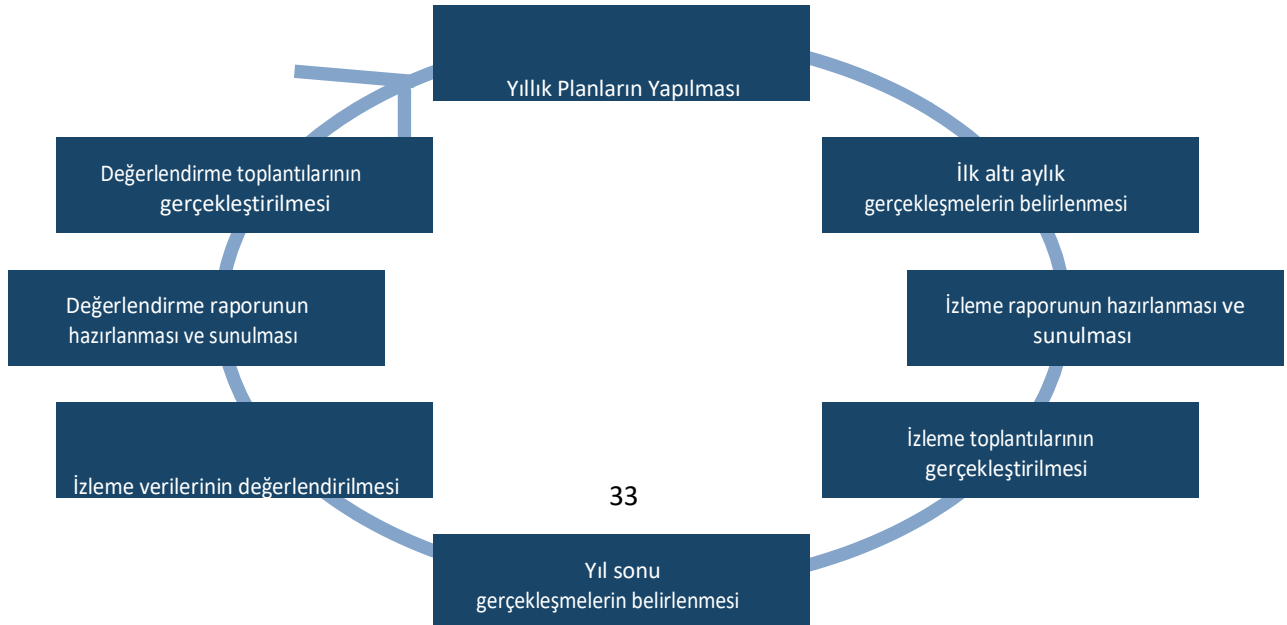 Yıllık Planların Yapılması
İlk altı aylık
gerçekleşmelerin belirlenmesi
İzleme raporunun hazırlanması ve
sunulması
İzleme toplantılarının
gerçekleştirilmesi
Yıl sonu
gerçekleşmelerin belirlenmesi
İzleme verilerinin değerlendirilmesi
Değerlendirme raporunun
hazırlanması ve sunulması
Değerlendirme toplantılarının
gerçekleştirilmesi
33